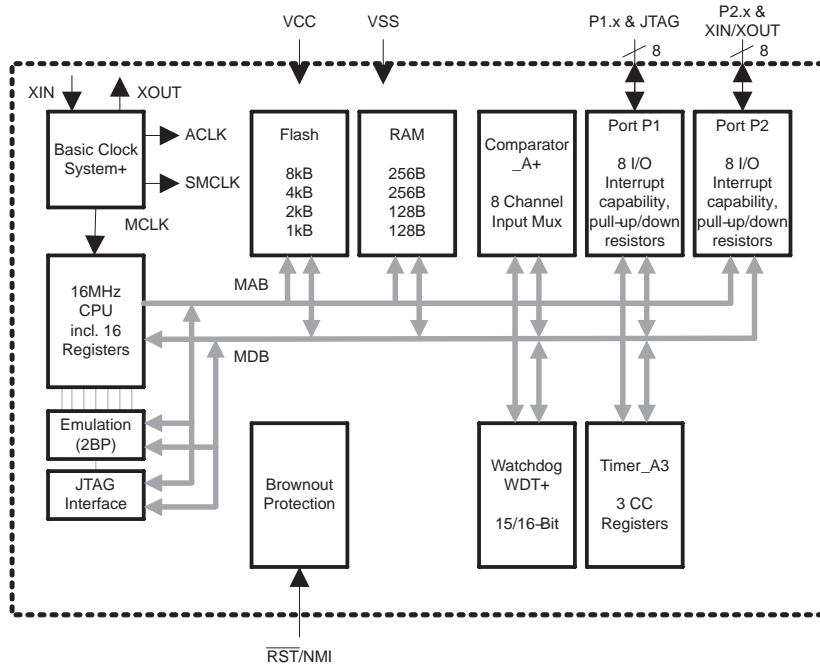 VCC
VSS
P1.x & JTAG
8
P2.x &
XIN/XOUT
8
XIN
XOUT
Basic Clock
System+
ACLK
SMCLK
MCLK
Flash
8kB
4kB
2kB
1kB
RAM
256B
256B
128B
128B
Comparator
_A+
8 Channel
Input Mux
Port P1
8 I/O
Interrupt
capability,
pull-up/down
resistors
Port P2
8 I/O
Interrupt
capability,
pull-up/down
resistors
MAB
16MHz
CPU
incl. 16
Registers
MDB
Emulation
(2BP)
JTAG
Interface
Brownout
Protection
Watchdog
WDT+
15/16-Bit
Timer_A3
3 CC
Registers
RST/NMI